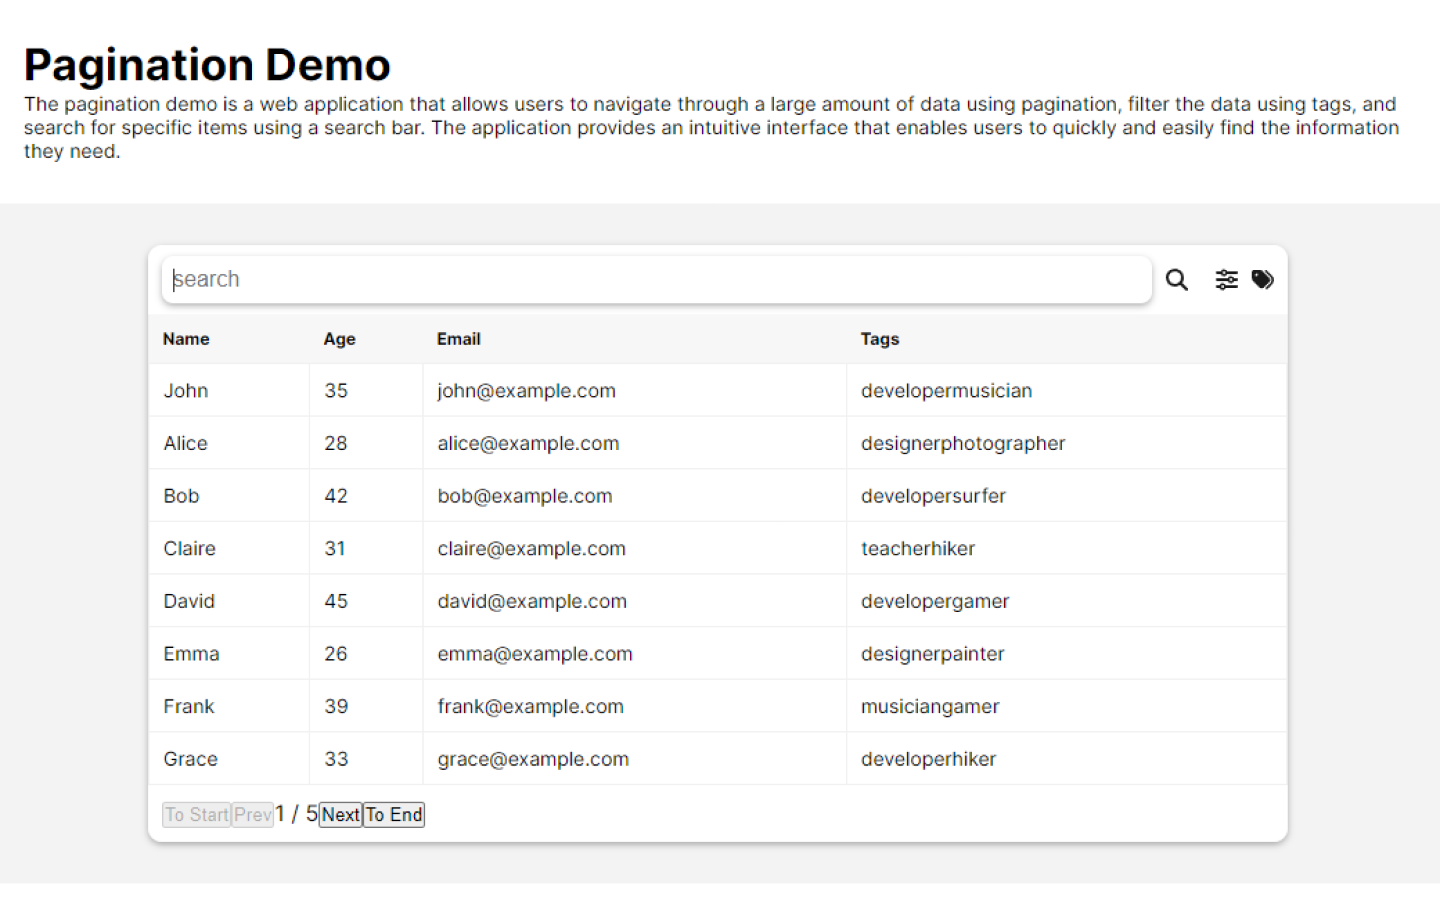 Pagination Demo
The pagination demo is a web application that allows users to navigate through a large amount of data using pagination, filter the data using tags, and
search for specific items using a search bar. The application provides an intuitive interface that enables users to quickly and easily find the information
they need.
search
Name Age Email Tags
John 35 john@example.com developermusician
Alice 28 alice@example.com designerphotographer
Bob 42 bob@example.com developersurfer
Claire 31 claire@example.com teacherhiker
David 45 david@example.com developergamer
Emma 26 emma@example.com designerpainter
Frank 39 frank@example.com musiciangamer
Grace 33 grace@example.com developerhiker
To Start Prev 1 / 5 Next To End